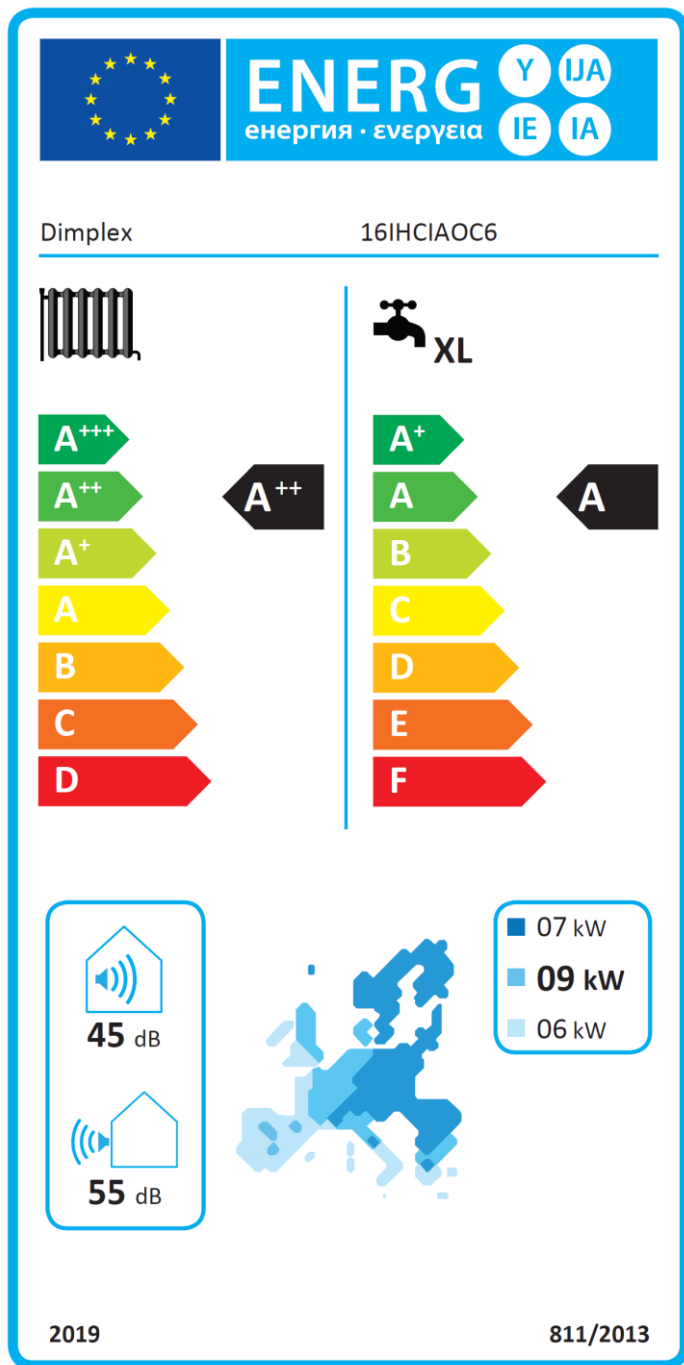 ENERG Y IJA
енергия · ενεργεια IE IA
Dimplex 16IHCIAOC6
XL
A+++
A++
A+
A
B
C
D
A++
A+
A
B
C
D
E
F
A
45 dB
55 dB
07 kW
09 kW
06 kW
2019 811/2013